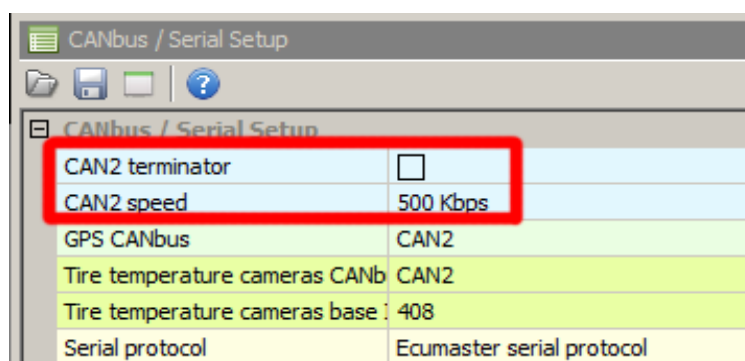 CANbus / Serial Setup
CANbus / Serial Setup
CAN2 terminator
CAN2 speed 500 Kbps
GPS CANbus CAN2
Tire temperature cameras CANb CAN2
Tire temperature cameras base 408
Serial protocol Ecumaster serial protocol